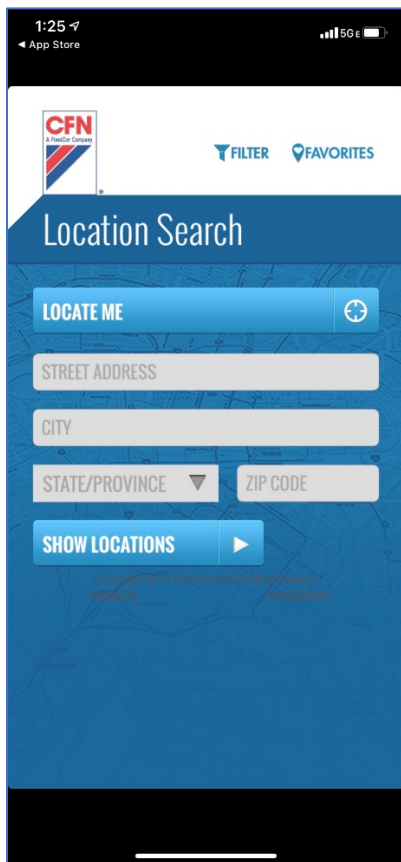 1:25
5G E
App Store
CFN
A FleetCor Company
FILTER
FAVORITES
Location Search
LOCATE ME
STREET ADDRESS
CITY
STATE/PROVINCE
ZIP CODE
SHOW LOCATIONS